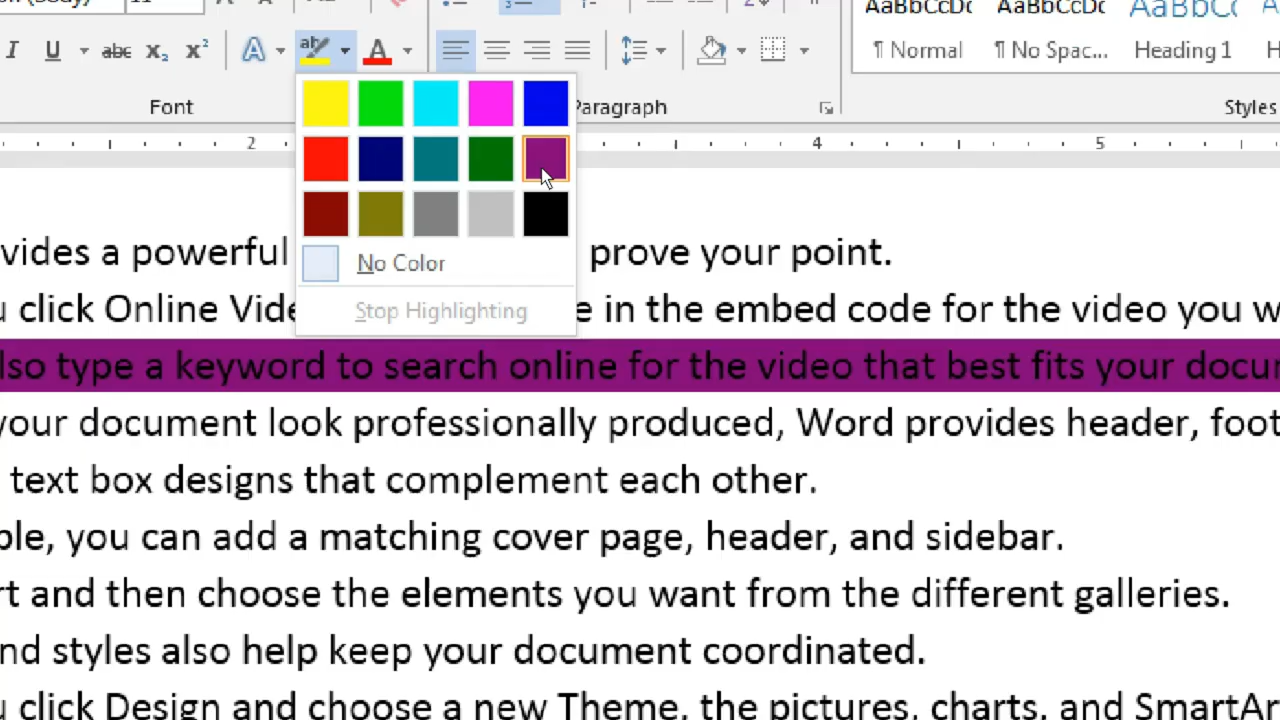 abc X₂ X² A ab A
AaBbCcDc AaBbCcDc AaBbC
¶ Normal ¶ No Spac... Heading 1
Font Paragraph Styles
2 4 5
vides a powerful prove your point.
u click Online Vide e in the embed code for the video you w
lso type a keyword to search online for the video that best fits your docu
your document look professionally produced, Word provides header, foot
text box designs that complement each other.
ple, you can add a matching cover page, header, and sidebar.
rt and then choose the elements you want from the different galleries.
nd styles also help keep your document coordinated.
u click Design and choose a new Theme, the pictures, charts, and SmartAr
No Color
Stop Highlighting